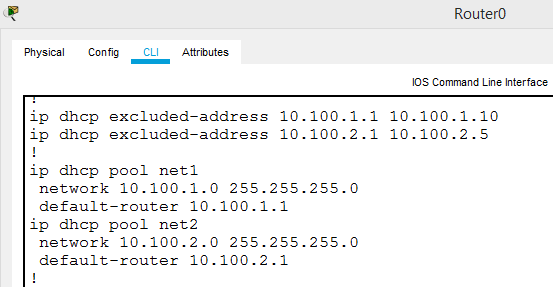 Router0
Physical Config CLI Attributes
IOS Command Line Interface
!
ip dhcp excluded-address 10.100.1.1 10.100.1.10
ip dhcp excluded-address 10.100.2.1 10.100.2.5
!
ip dhcp pool net1
 network 10.100.1.0 255.255.255.0
 default-router 10.100.1.1
ip dhcp pool net2
 network 10.100.2.0 255.255.255.0
 default-router 10.100.2.1
!